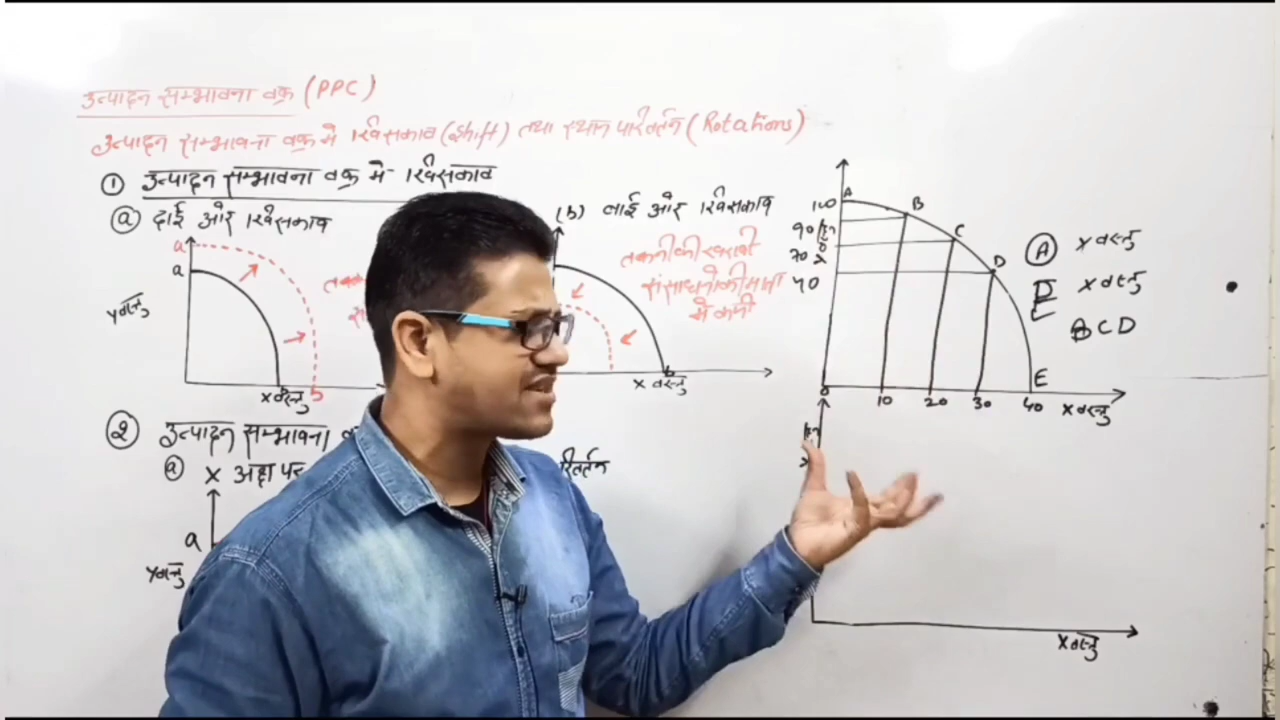 उत्पादन सम्भावना वक्र (PPC)
उत्पादन सम्भावना वक्र में खिसकाव (Shift) तथा स्थान परिवर्तन (Rotations)
① उत्पादन सम्भावना वक्र में खिसकाव
ⓐ दाई ओर खिसकाव
a
a
y वस्तु
b
b
x वस्तु
(b) बाई ओर खिसकाव
तकनीकी खराबी
संसाधनो की मात्रा
में कमी
x वस्तु
② उत्पादन सम्भावना
ⓐ X अक्ष पर
a
y वस्तु
A
B
C
D
E
100
90
70
40
0
10 20 30 40 x वस्तु
Ⓐ x वस्तु
E x वस्तु
B C D
x वस्तु